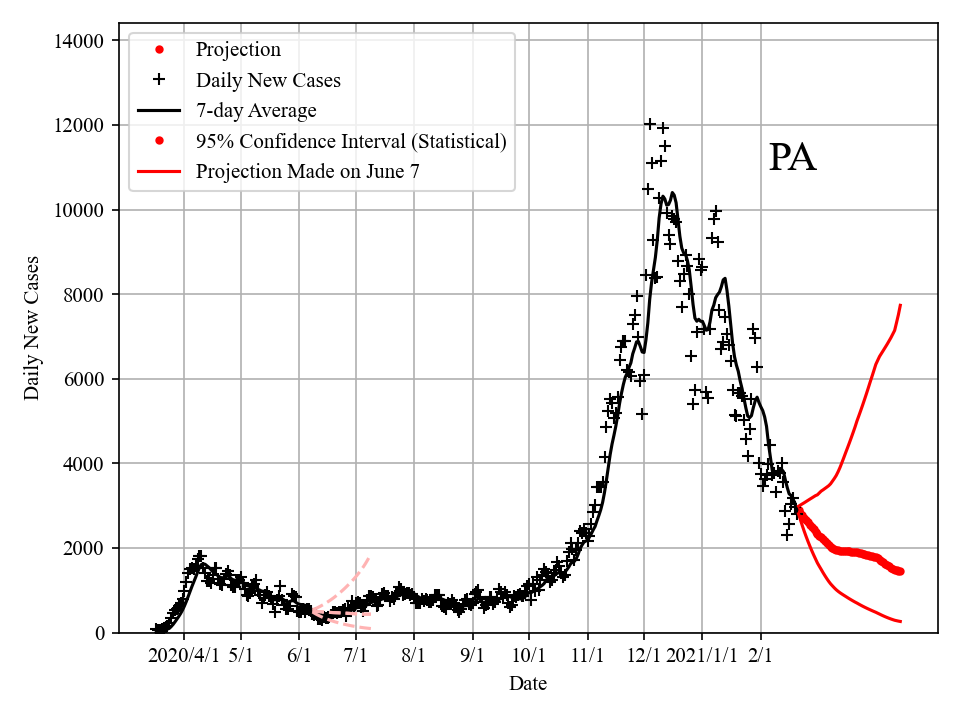 14000
12000
10000
8000
6000
4000
2000
0
Daily New Cases
Projection
Daily New Cases
7-day Average
95% Confidence Interval (Statistical)
Projection Made on June 7
PA
2020/4/1 5/1 6/1 7/1 8/1 9/1 10/1 11/1 12/1 2021/1/1 2/1
Date